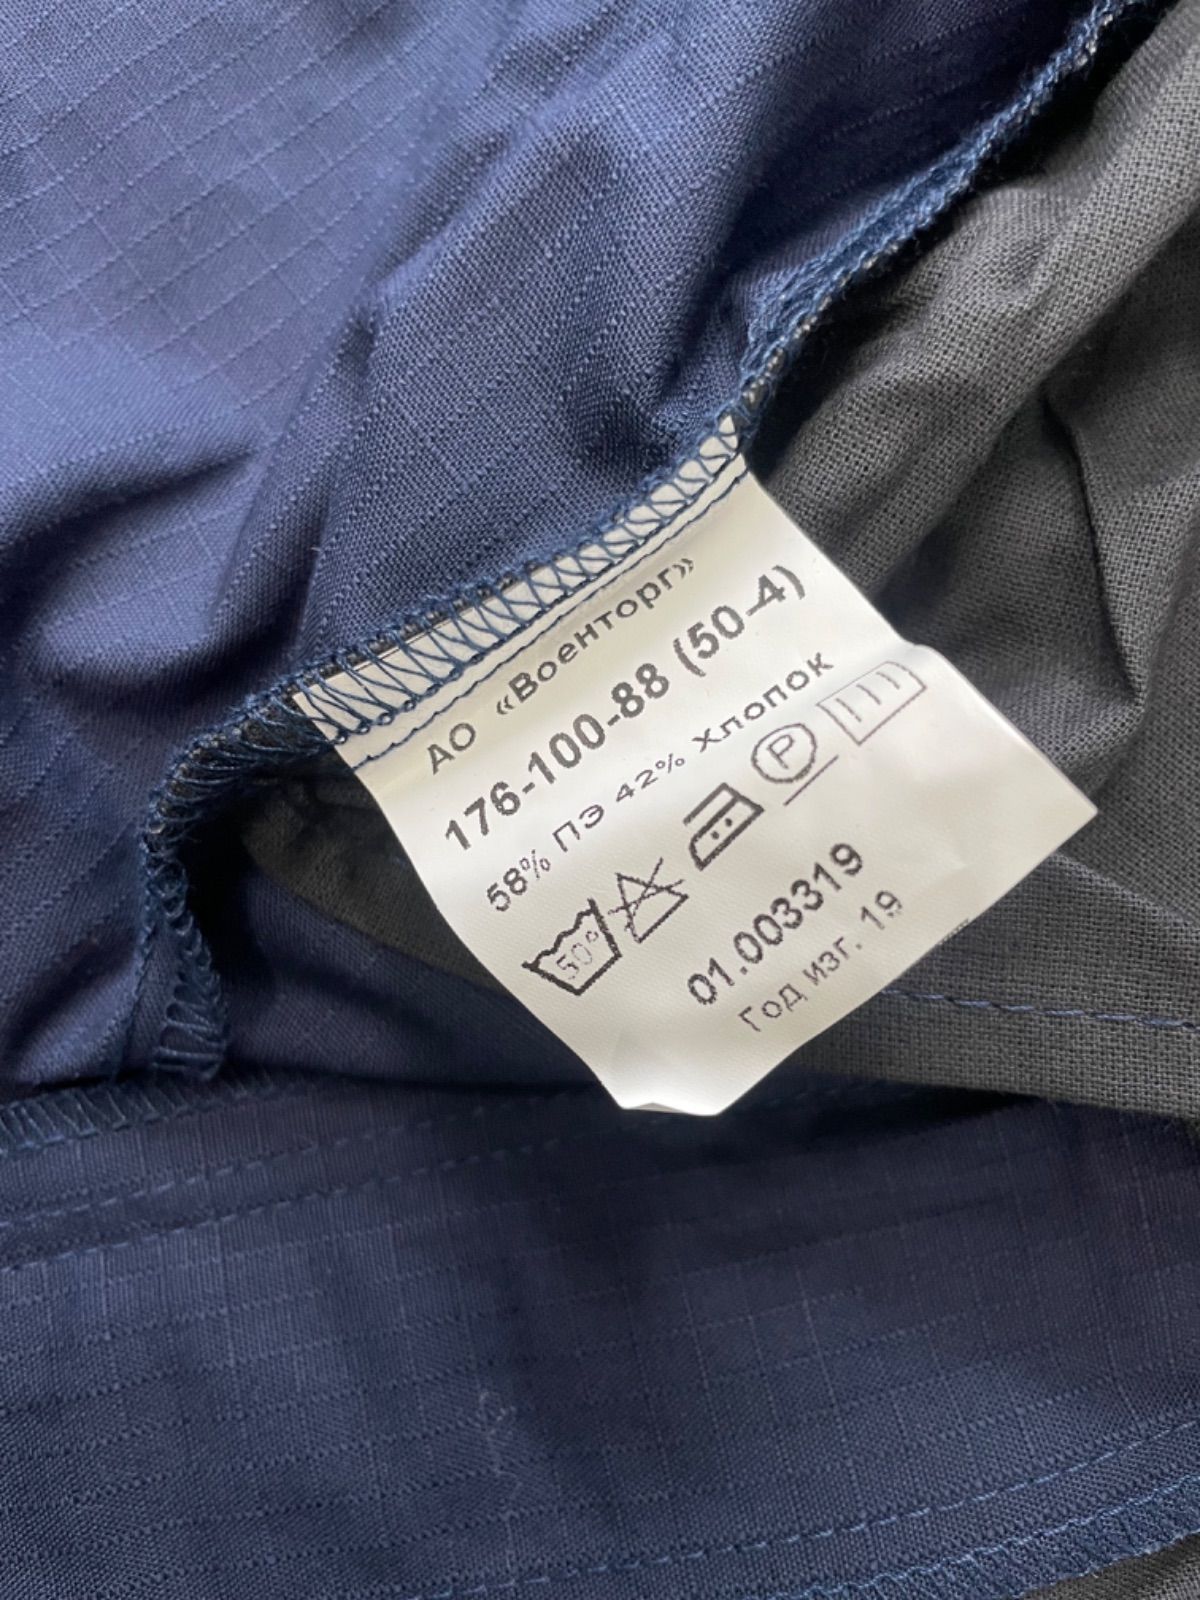 АО «Военторг»
176-100-88 (50-4)
58% ПЭ 42% Хлопок
50° P
01.003319
Год изг. 19